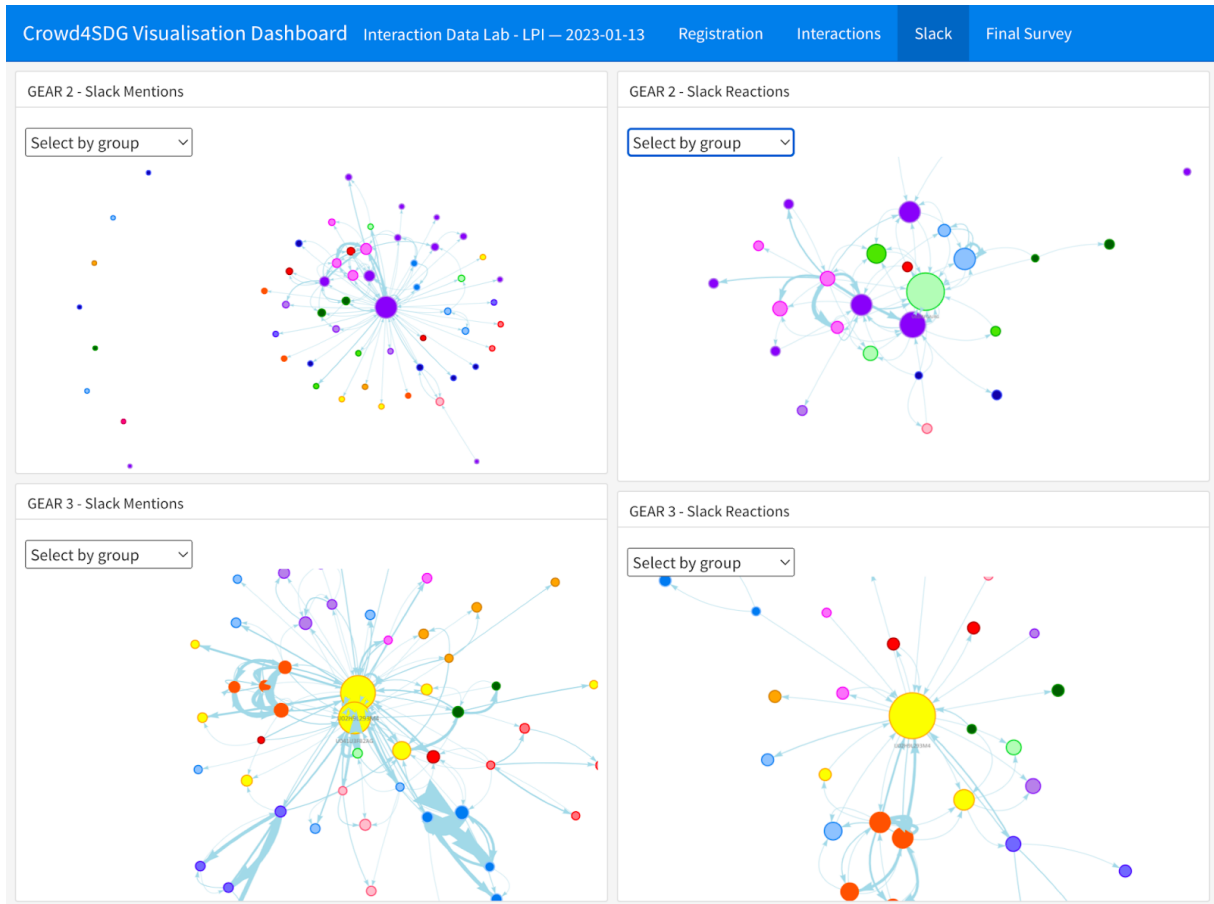 Crowd4SDG Visualisation Dashboard Interaction Data Lab - LPI — 2023-01-13 Registration Interactions Slack Final Survey
GEAR 2 - Slack Mentions
Select by group
GEAR 2 - Slack Reactions
Select by group
GEAR 3 - Slack Mentions
Select by group
GEAR 3 - Slack Reactions
Select by group